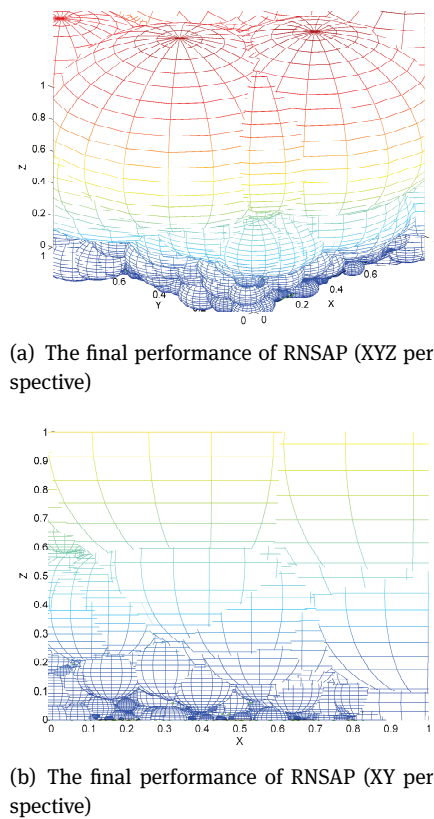 1
0.8
0.6
Z
0.4
0.2
0
1
0.6
0.6
0.4
0.4
Y
0.2
X
0 0
(a) The final performance of RNSAP (XYZ per
spective)
1
0.9
0.8
0.7
0.6
Z
0.5
0.4
0.3
0.2
0.1
0
0 0.1 0.2 0.3 0.4 0.5 0.6 0.7 0.8 0.9 1
X
(b) The final performance of RNSAP (XY per
spective)